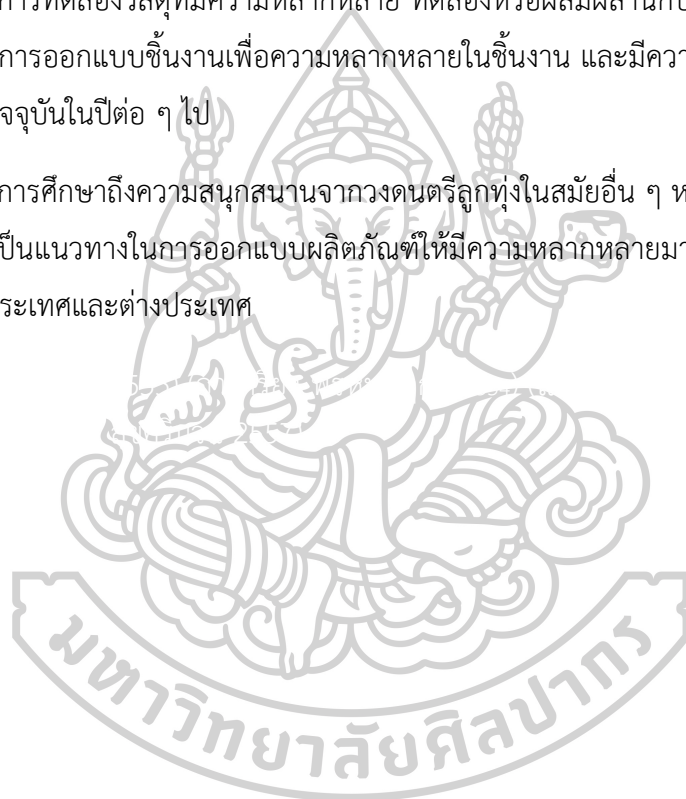 การทดลองวัสดุที่มีความหลากหลาย ทดลองหรือผสมผสานกับ
การออกแบบชิ้นงานเพื่อความหลากหลายในชิ้นงาน และมีควา
จจุบันในปีต่อ ๆ ไป
การศึกษาถึงความสนุกสนานจากวงดนตรีลูกทุ่งในสมัยอื่น ๆ ห
ป็นแนวทางในการออกแบบผลิตภัณฑ์ให้มีความหลากหลายมา
ระเทศและต่างประเทศ
มหาวิทยาลัยศิลปากร